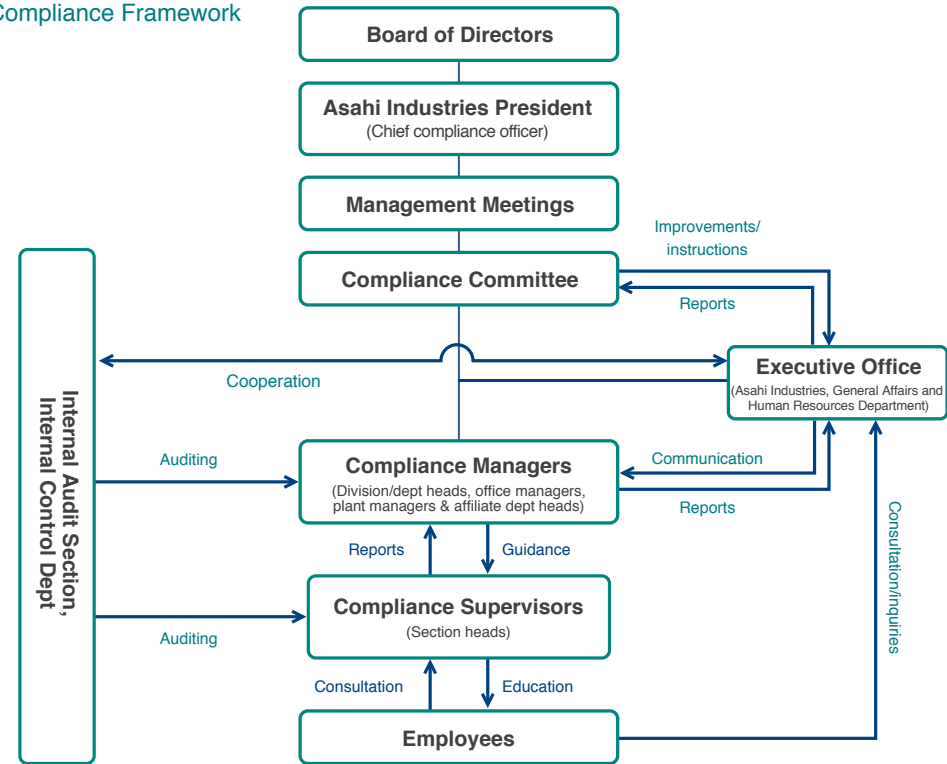 Compliance Framework
Board of Directors
Asahi Industries President
(Chief compliance officer)
Management Meetings
Improvements/
instructions
Compliance Committee
Reports
Executive Office
(Asahi Industries, General Affairs and
Human Resources Department)
Cooperation
Internal Audit Section,
Internal Control Dept
Auditing
Compliance Managers
(Division/dept heads, office managers,
plant managers & affiliate dept heads)
Communication
Reports
Consultation/inquiries
Reports
Guidance
Compliance Supervisors
(Section heads)
Auditing
Consultation
Education
Employees